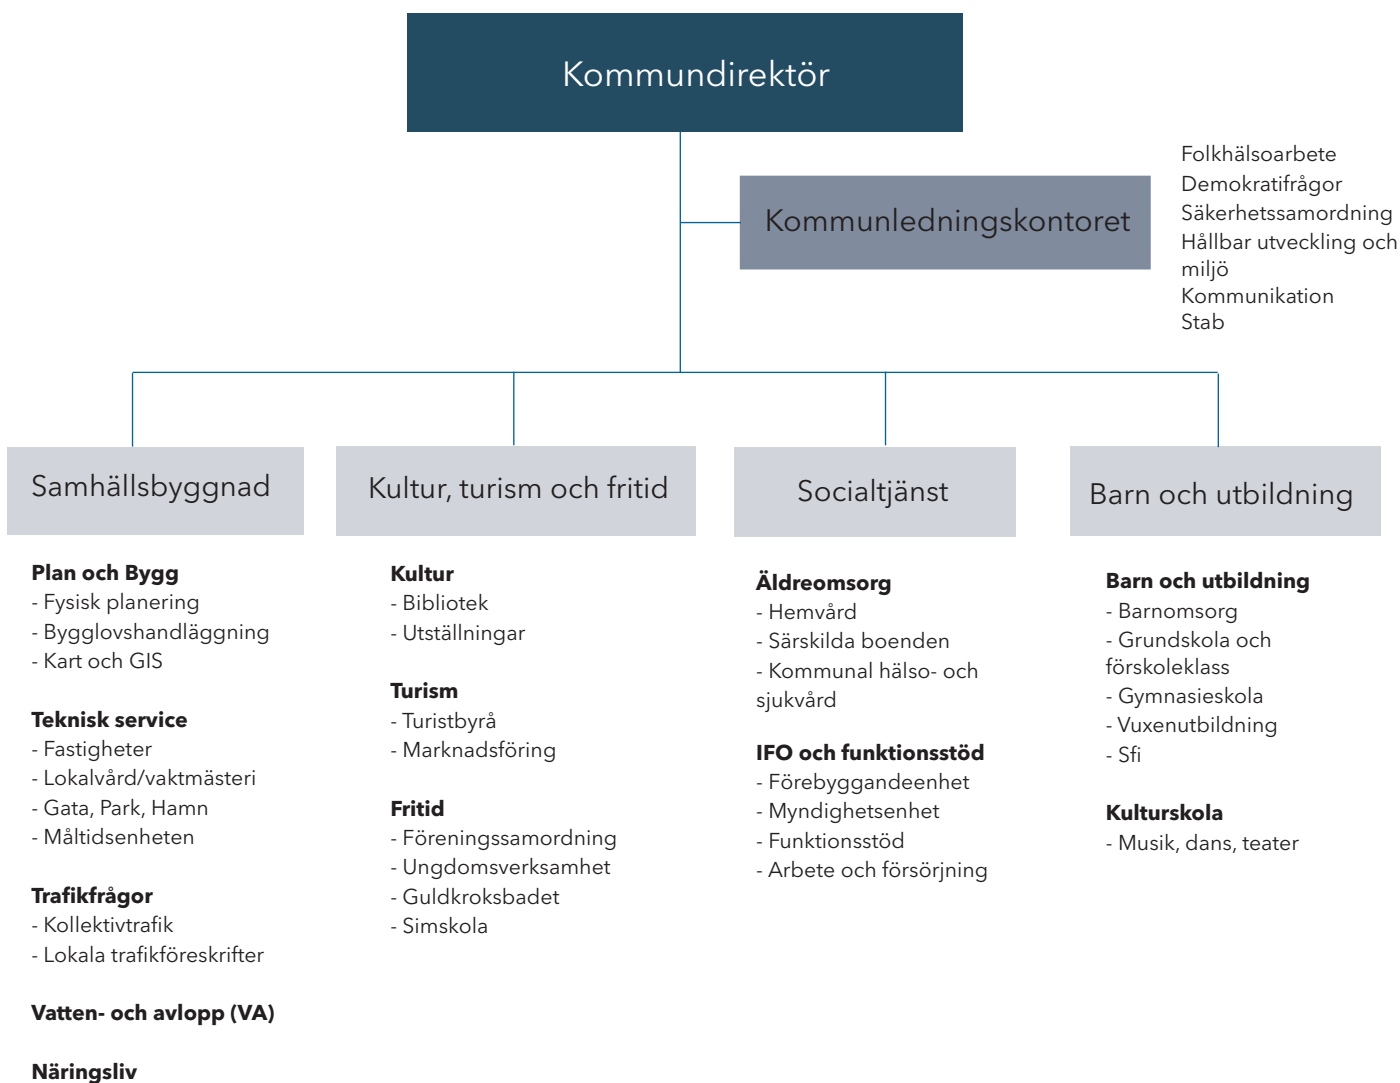 Kommundirektör
Kommunledningskontoret
Folkhälsoarbete
Demokratifrågor
Säkerhetssamordning
Hållbar utveckling och
miljö
Kommunikation
Stab
Samhällsbyggnad
Plan och Bygg
- Fysisk planering
- Bygglovshandläggning
- Kart och GIS
Teknisk service
- Fastigheter
- Lokalvård/vaktmästeri
- Gata, Park, Hamn
- Måltidsenheten
Trafikfrågor
- Kollektivtrafik
- Lokala trafikföreskrifter
Vatten- och avlopp (VA)
Näringsliv
Kultur, turism och fritid
Kultur
- Bibliotek
- Utställningar
Turism
- Turistbyrå
- Marknadsföring
Fritid
- Föreningssamordning
- Ungdomsverksamhet
- Guldkroksbadet
- Simskola
Socialtjänst
Äldreomsorg
- Hemvård
- Särskilda boenden
- Kommunal hälso- och
sjukvård
IFO och funktionsstöd
- Förebyggandeenhet
- Myndighetsenhet
- Funktionsstöd
- Arbete och försörjning
Barn och utbildning
Barn och utbildning
- Barnomsorg
- Grundskola och
förskoleklass
- Gymnasieskola
- Vuxenutbildning
- Sfi
Kulturskola
- Musik, dans, teater